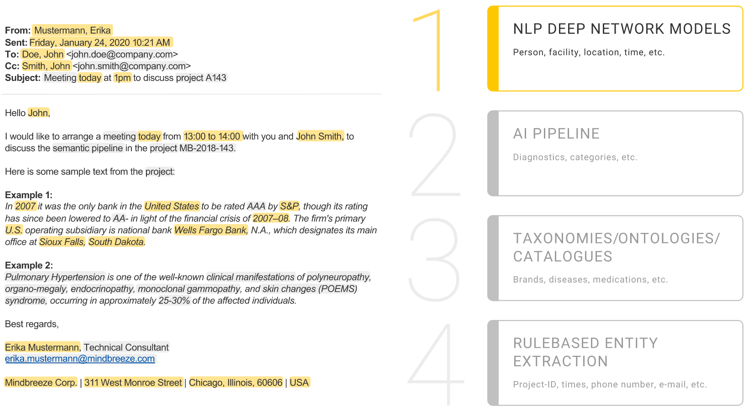 From: Mustermann, Erika
Sent: Friday, January 24, 2020 10:21 AM
To: Doe, John <john.doe@company.com>
Cc: Smith, John <john.smith@company.com>
Subject: Meeting today at 1pm to discuss project A143
Hello John,
I would like to arrange a meeting today from 13:00 to 14:00 with you and John Smith, to
discuss the semantic pipeline in the project MB-2018-143.
Here is some sample text from the project:
Example 1:
In 2007 it was the only bank in the United States to be rated AAA by S&P, though its rating
has since been lowered to AA- in light of the financial crisis of 2007–08. The firm's primary
U.S. operating subsidiary is national bank Wells Fargo Bank, N.A., which designates its main
office at Sioux Falls, South Dakota.
Example 2:
Pulmonary Hypertension is one of the well-known clinical manifestations of polyneuropathy,
organo-megaly, endocrinopathy, monoclonal gammopathy, and skin changes (POEMS)
syndrome, occurring in approximately 25-30% of the affected individuals.
Best regards,
Erika Mustermann, Technical Consultant
erika.mustermann@mindbreeze.com
Mindbreeze Corp. | 311 West Monroe Street | Chicago, Illinois, 60606 | USA
1
NLP DEEP NETWORK MODELS
Person, facility, location, time, etc.
2
AI PIPELINE
Diagnostics, categories, etc.
3
TAXONOMIES/ONTOLOGIES/
CATALOGUES
Brands, diseases, medications, etc.
4
RULEBASED ENTITY
EXTRACTION
Project-ID, times, phone number, e-mail, etc.